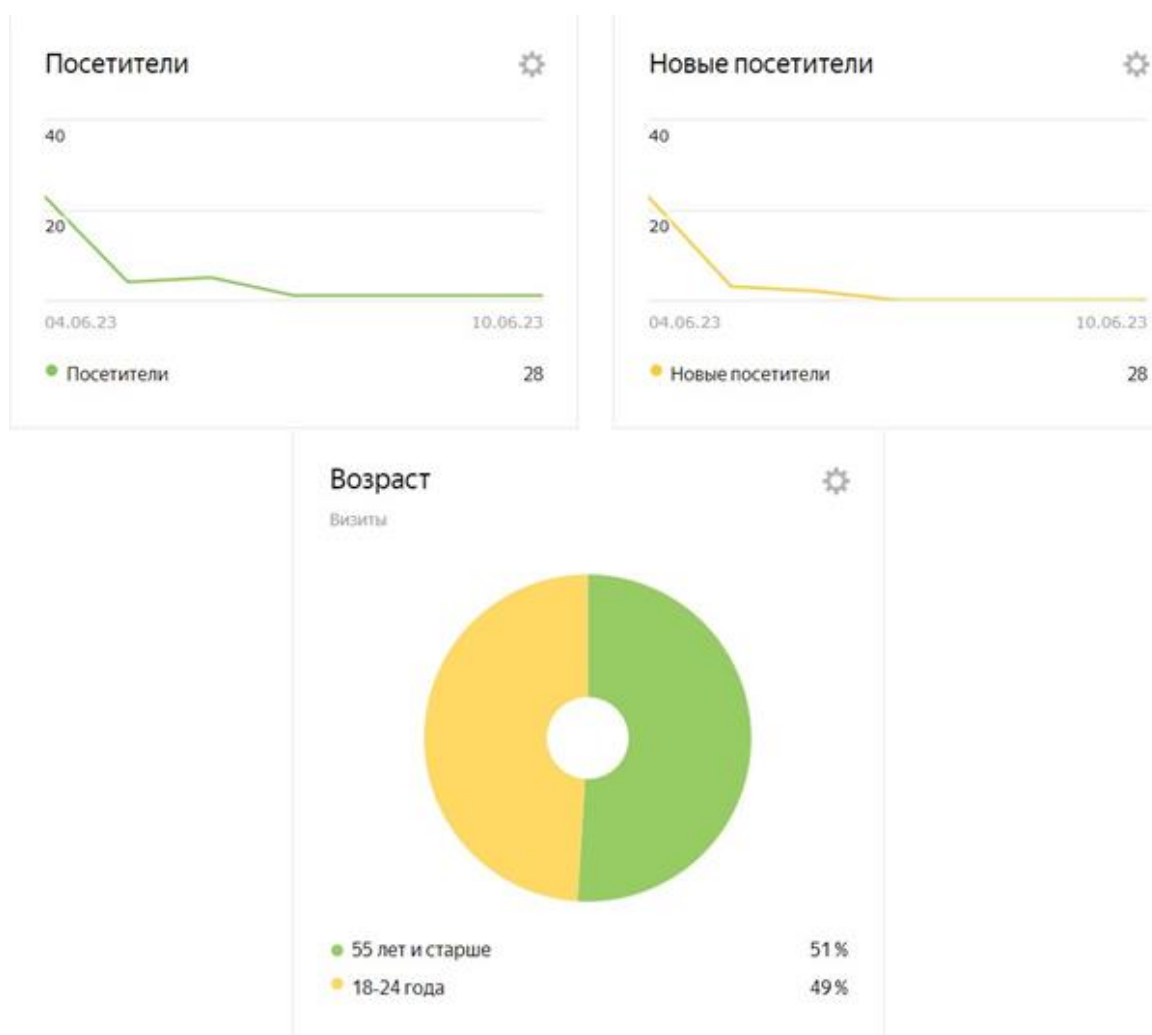 Посетители
40
20
04.06.23 10.06.23
Посетители 28
Новые посетители
40
20
04.06.23 10.06.23
Новые посетители 28
Возраст
Визиты
55 лет и старше 51%
18-24 года 49%